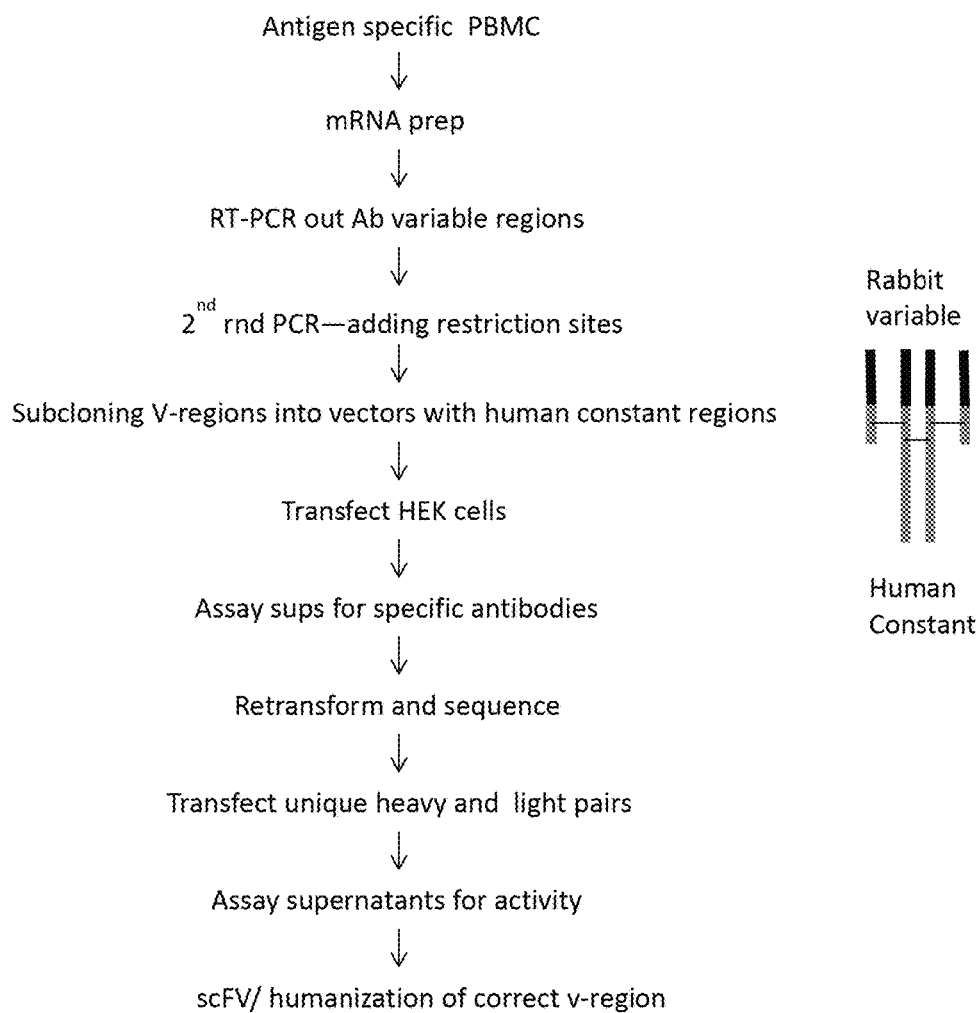 Antigen specific PBMC
mRNA prep
RT-PCR out Ab variable regions
2nd rnd PCR—adding restriction sites
Subcloning V-regions into vectors with human constant regions
Transfect HEK cells
Assay sups for specific antibodies
Retransform and sequence
Transfect unique heavy and light pairs
Assay supernatants for activity
scFV/ humanization of correct v-region
Rabbit
variable
Human
Constant